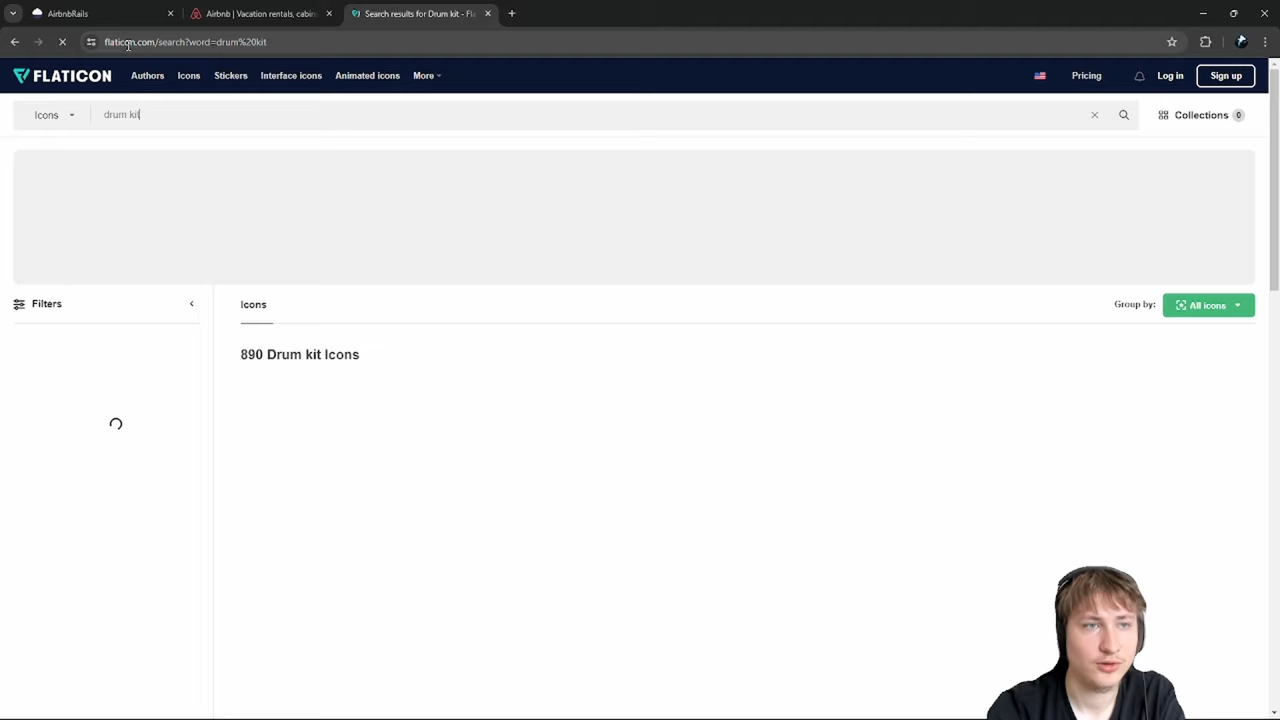 AirbnbRails
Airbnb | Vacation rentals, cabin
Search results for Drum kit - Fla
flaticon.com/search?word=drum%20kit
FLATICON
Authors
Icons
Stickers
Interface icons
Animated icons
More
Pricing
Log in
Sign up
Icons
drum kit
Collections
0
Filters
Icons
Group by:
All icons
890 Drum kit Icons